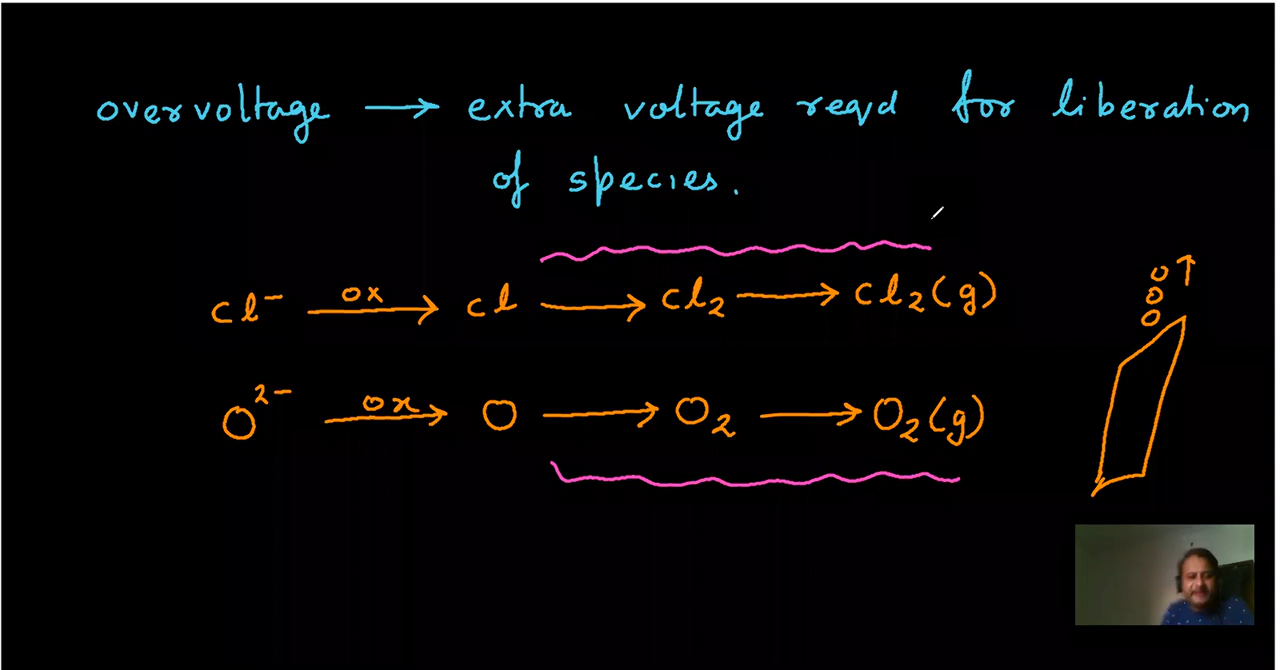 overvoltage → extra voltage reqd for liberation
of species.
Cl⁻ ox→ Cl → Cl₂ → Cl₂(g)
O²⁻ ox→ O → O₂ → O₂(g)